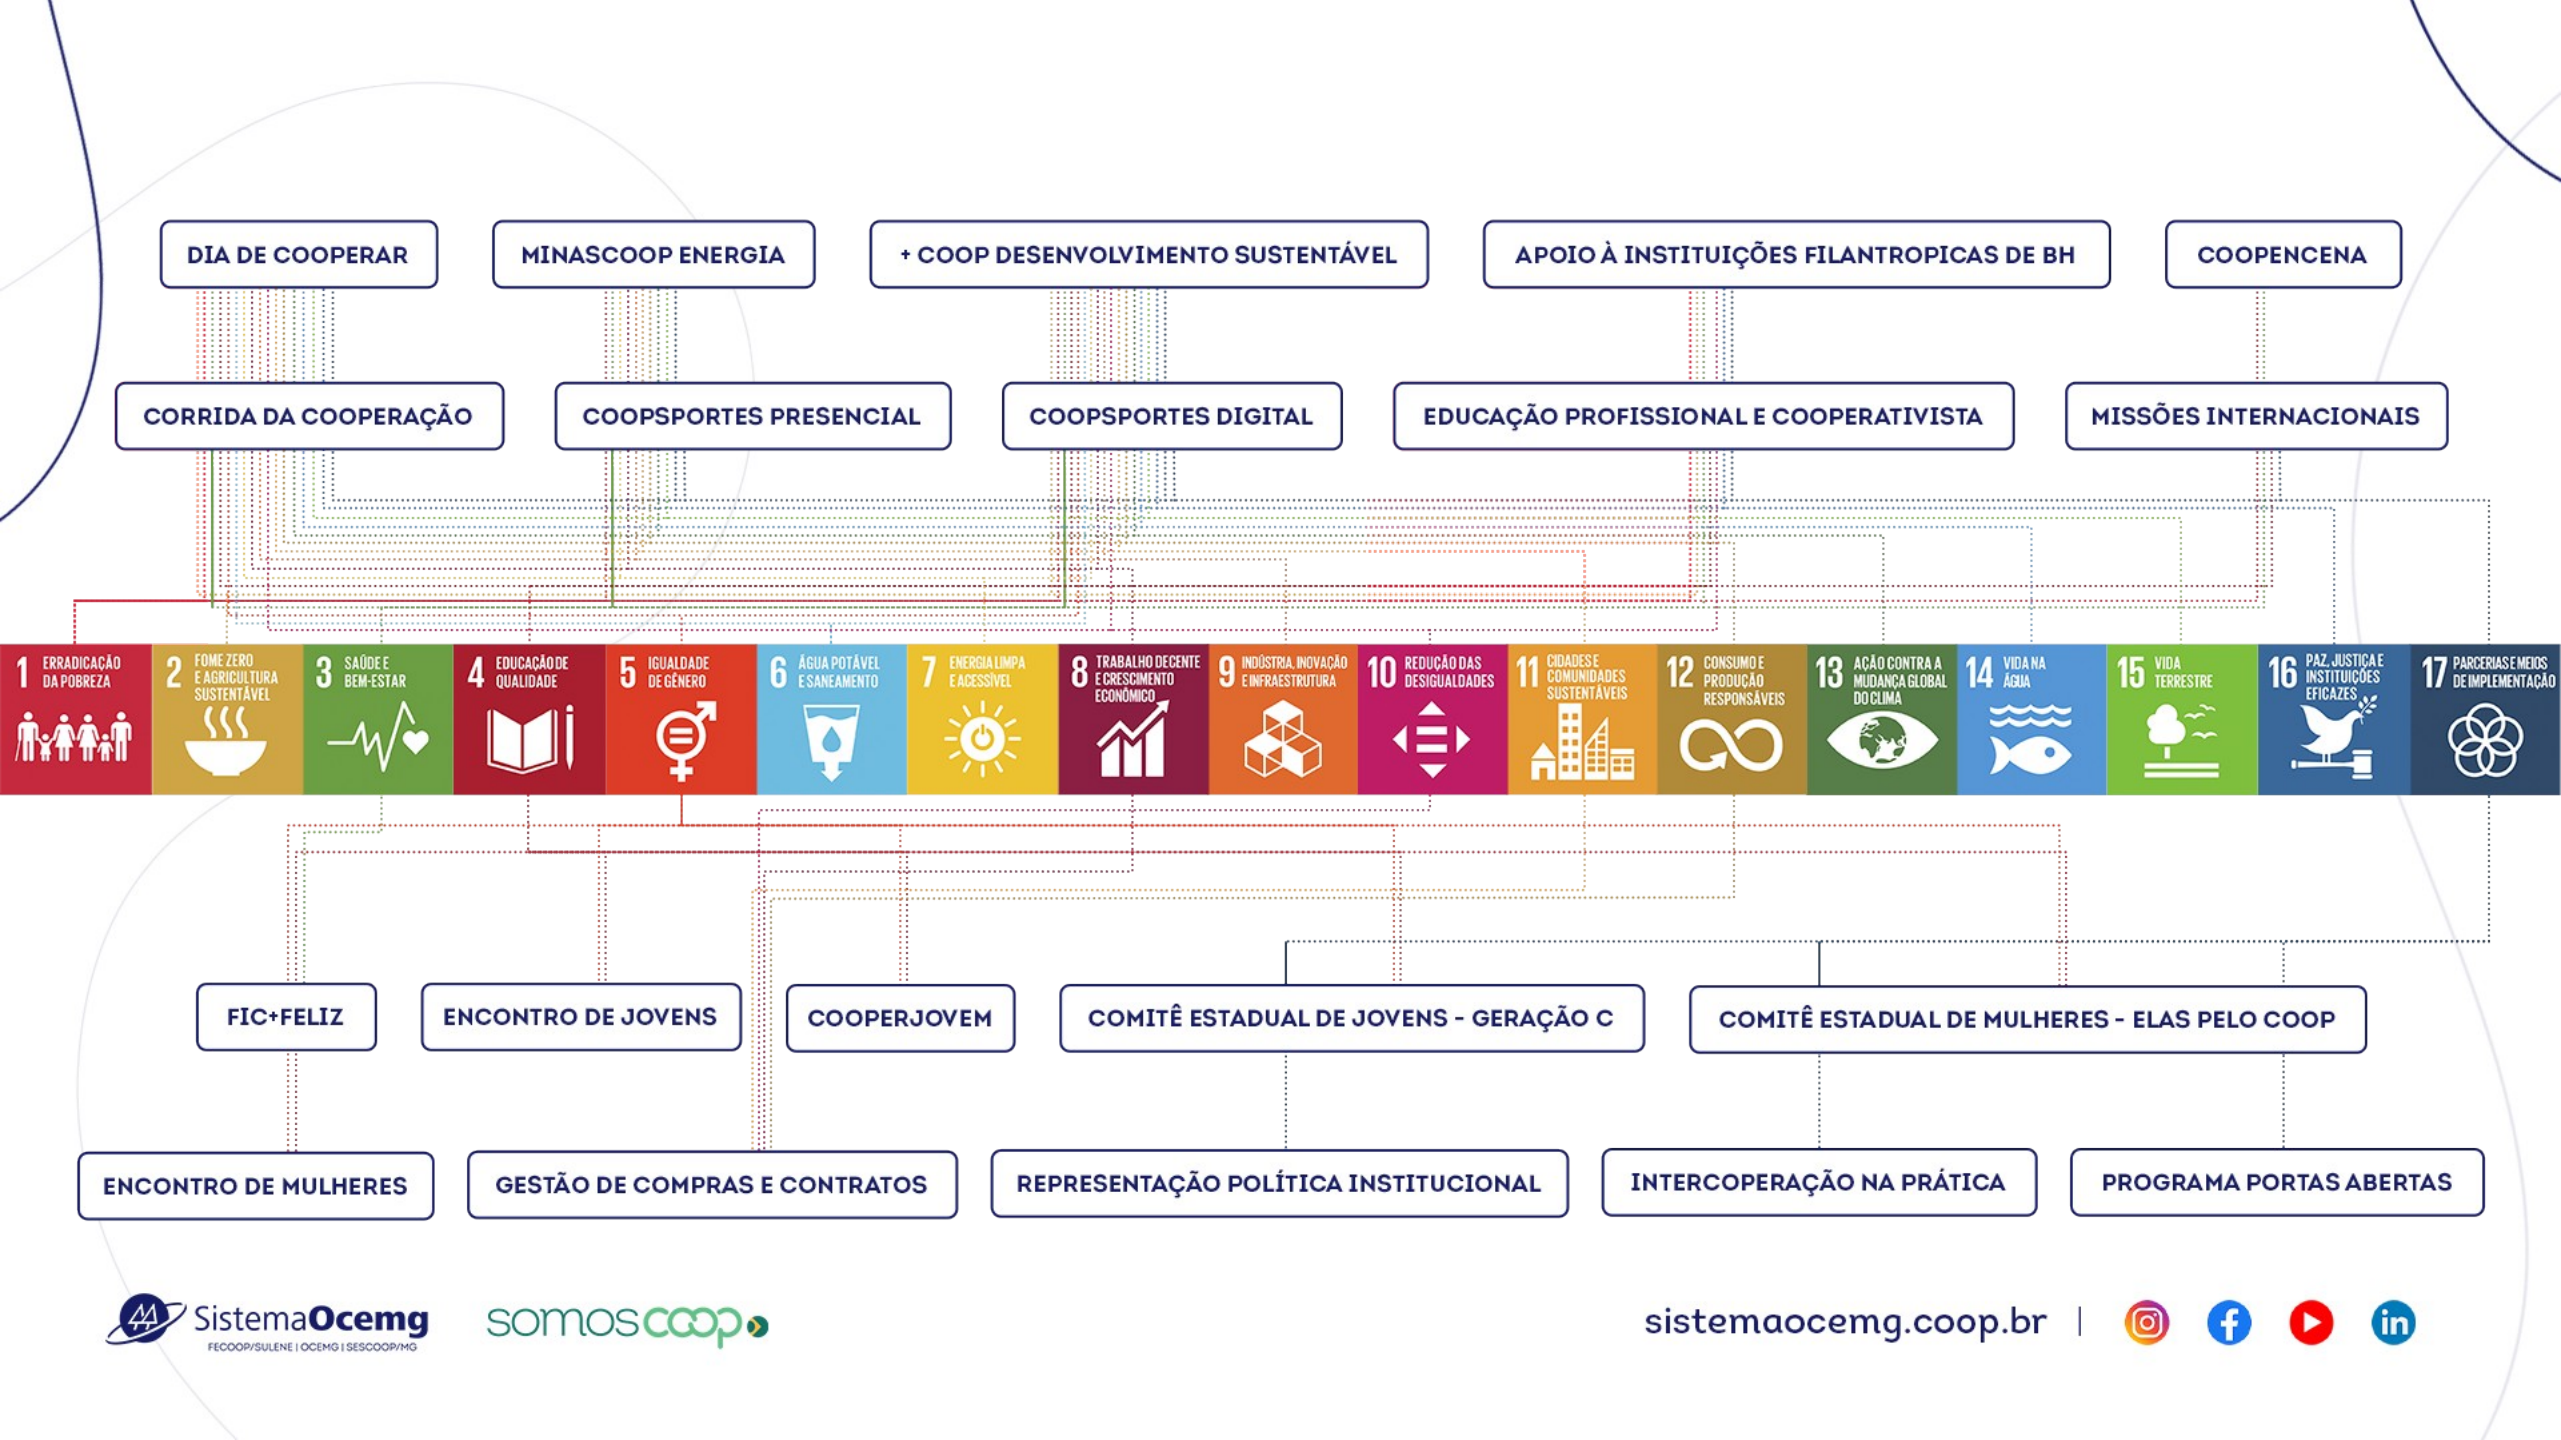 DIA DE COOPERAR
MINASCOOP ENERGIA
+ COOP DESENVOLVIMENTO SUSTENTÁVEL
APOIO À INSTITUIÇÕES FILANTROPICAS DE BH
COOPENCENA
CORRIDA DA COOPERAÇÃO
COOPSPORTES PRESENCIAL
COOPSPORTES DIGITAL
EDUCAÇÃO PROFISSIONAL E COOPERATIVISTA
MISSÕES INTERNACIONAIS
1 ERRADICAÇÃO
DA POBREZA
2 FOME ZERO
E AGRICULTURA
SUSTENTÁVEL
3 SAÚDE E
BEM-ESTAR
4 EDUCAÇÃO DE
QUALIDADE
5 IGUALDADE
DE GÊNERO
6 ÁGUA POTÁVEL
E SANEAMENTO
7 ENERGIA LIMPA
E ACESSÍVEL
8 TRABALHO DECENTE
E CRESCIMENTO
ECONÔMICO
9 INDÚSTRIA, INOVAÇÃO
E INFRAESTRUTURA
10 REDUÇÃO DAS
DESIGUALDADES
11 CIDADES E
COMUNIDADES
SUSTENTÁVEIS
12 CONSUMO E
PRODUÇÃO
RESPONSÁVEIS
13 AÇÃO CONTRA A
MUDANÇA GLOBAL
DO CLIMA
14 VIDA NA
ÁGUA
15 VIDA
TERRESTRE
16 PAZ, JUSTIÇA E
INSTITUIÇÕES
EFICAZES
17 PARCERIAS E MEIOS
DE IMPLEMENTAÇÃO
FIC+FELIZ
ENCONTRO DE JOVENS
COOPERJOVEM
COMITÊ ESTADUAL DE JOVENS - GERAÇÃO C
COMITÊ ESTADUAL DE MULHERES - ELAS PELO COOP
ENCONTRO DE MULHERES
GESTÃO DE COMPRAS E CONTRATOS
REPRESENTAÇÃO POLÍTICA INSTITUCIONAL
INTERCOPERAÇÃO NA PRÁTICA
PROGRAMA PORTAS ABERTAS
SistemaOcemg
FECOOP/SULENE | OCEMG | SESCOOP/MG
somoscoop
sistemaocemg.coop.br |
in